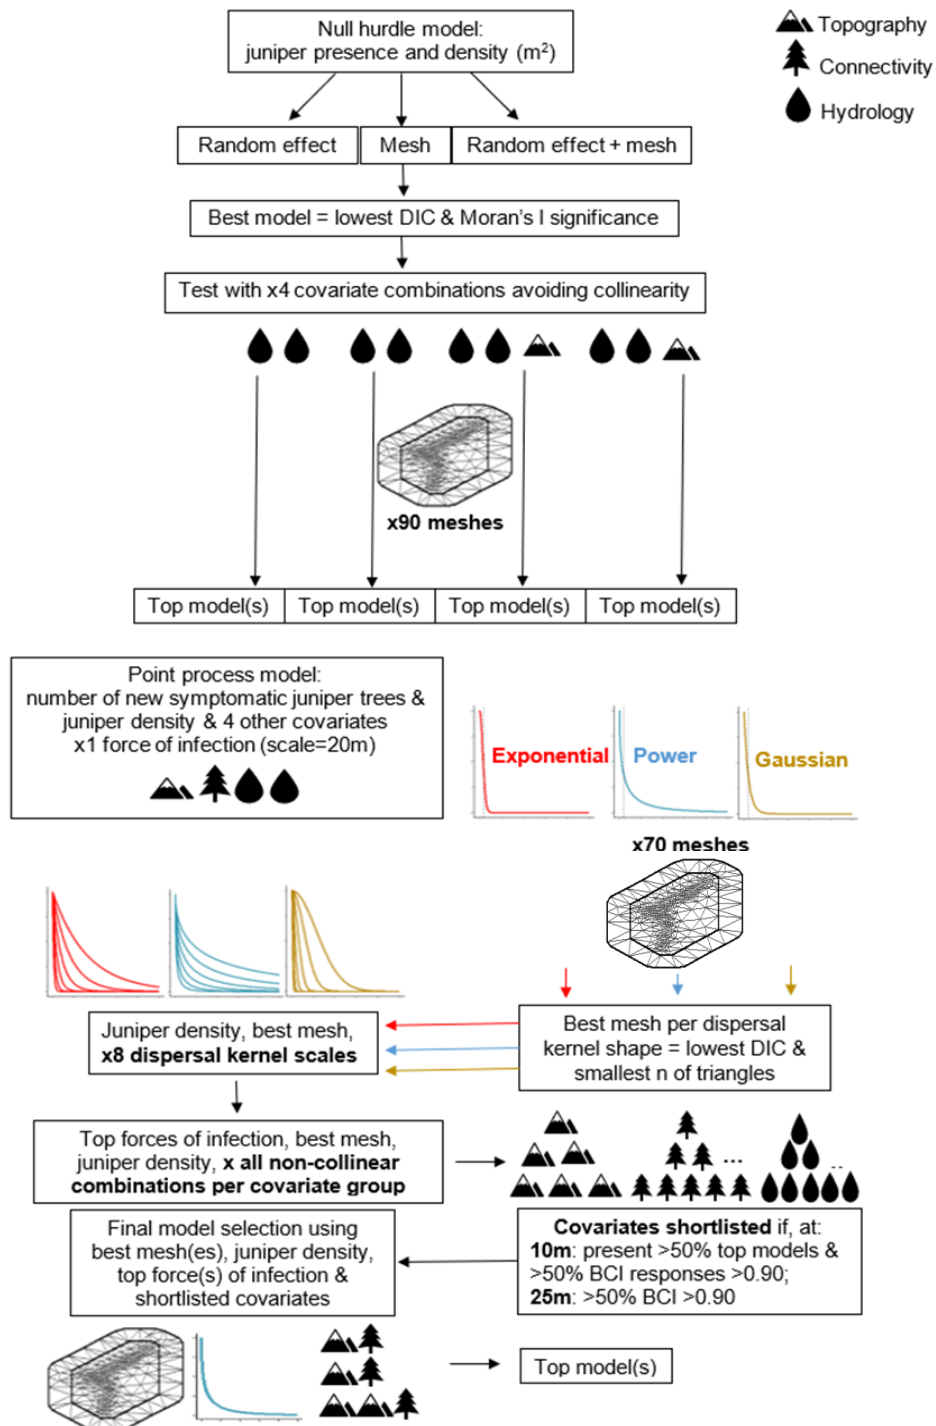 Null hurdle model:
juniper presence and density (m²)
Topography
Connectivity
Hydrology
Random effect
Mesh
Random effect + mesh
Best model = lowest DIC & Moran's I significance
Test with x4 covariate combinations avoiding collinearity
x90 meshes
Top model(s)
Top model(s)
Top model(s)
Top model(s)
Point process model:
number of new symptomatic juniper trees &
juniper density & 4 other covariates
x1 force of infection (scale=20m)
Exponential
Power
Gaussian
x70 meshes
Best mesh per dispersal
kernel shape = lowest DIC &
smallest n of triangles
Juniper density, best mesh,
x8 dispersal kernel scales
Top forces of infection, best mesh,
juniper density, x all non-collinear
combinations per covariate group
...
..
Covariates shortlisted if, at:
10m: present >50% top models &
>50% BCI responses >0.90;
25m: >50% BCI >0.90
Final model selection using
best mesh(es), juniper density,
top force(s) of infection &
shortlisted covariates
Top model(s)